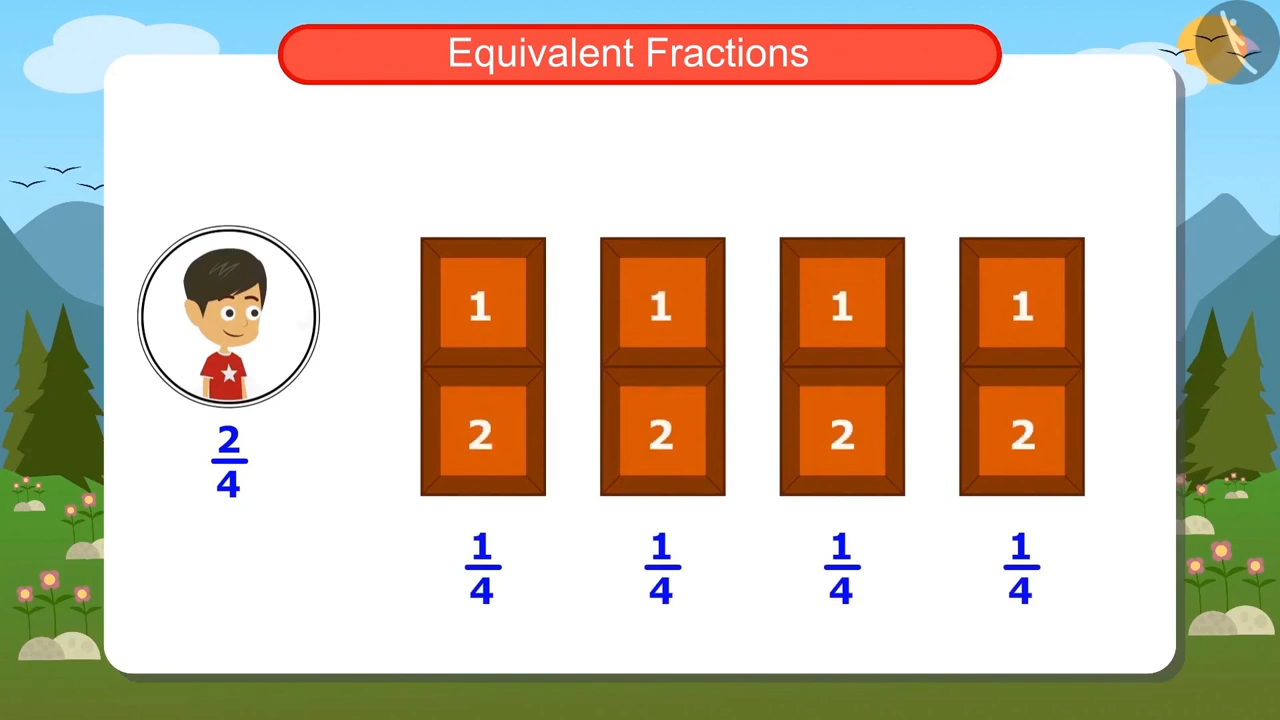 Equivalent Fractions
1 1 1 1
2 2 2 2
2/4
1/4 1/4 1/4 1/4